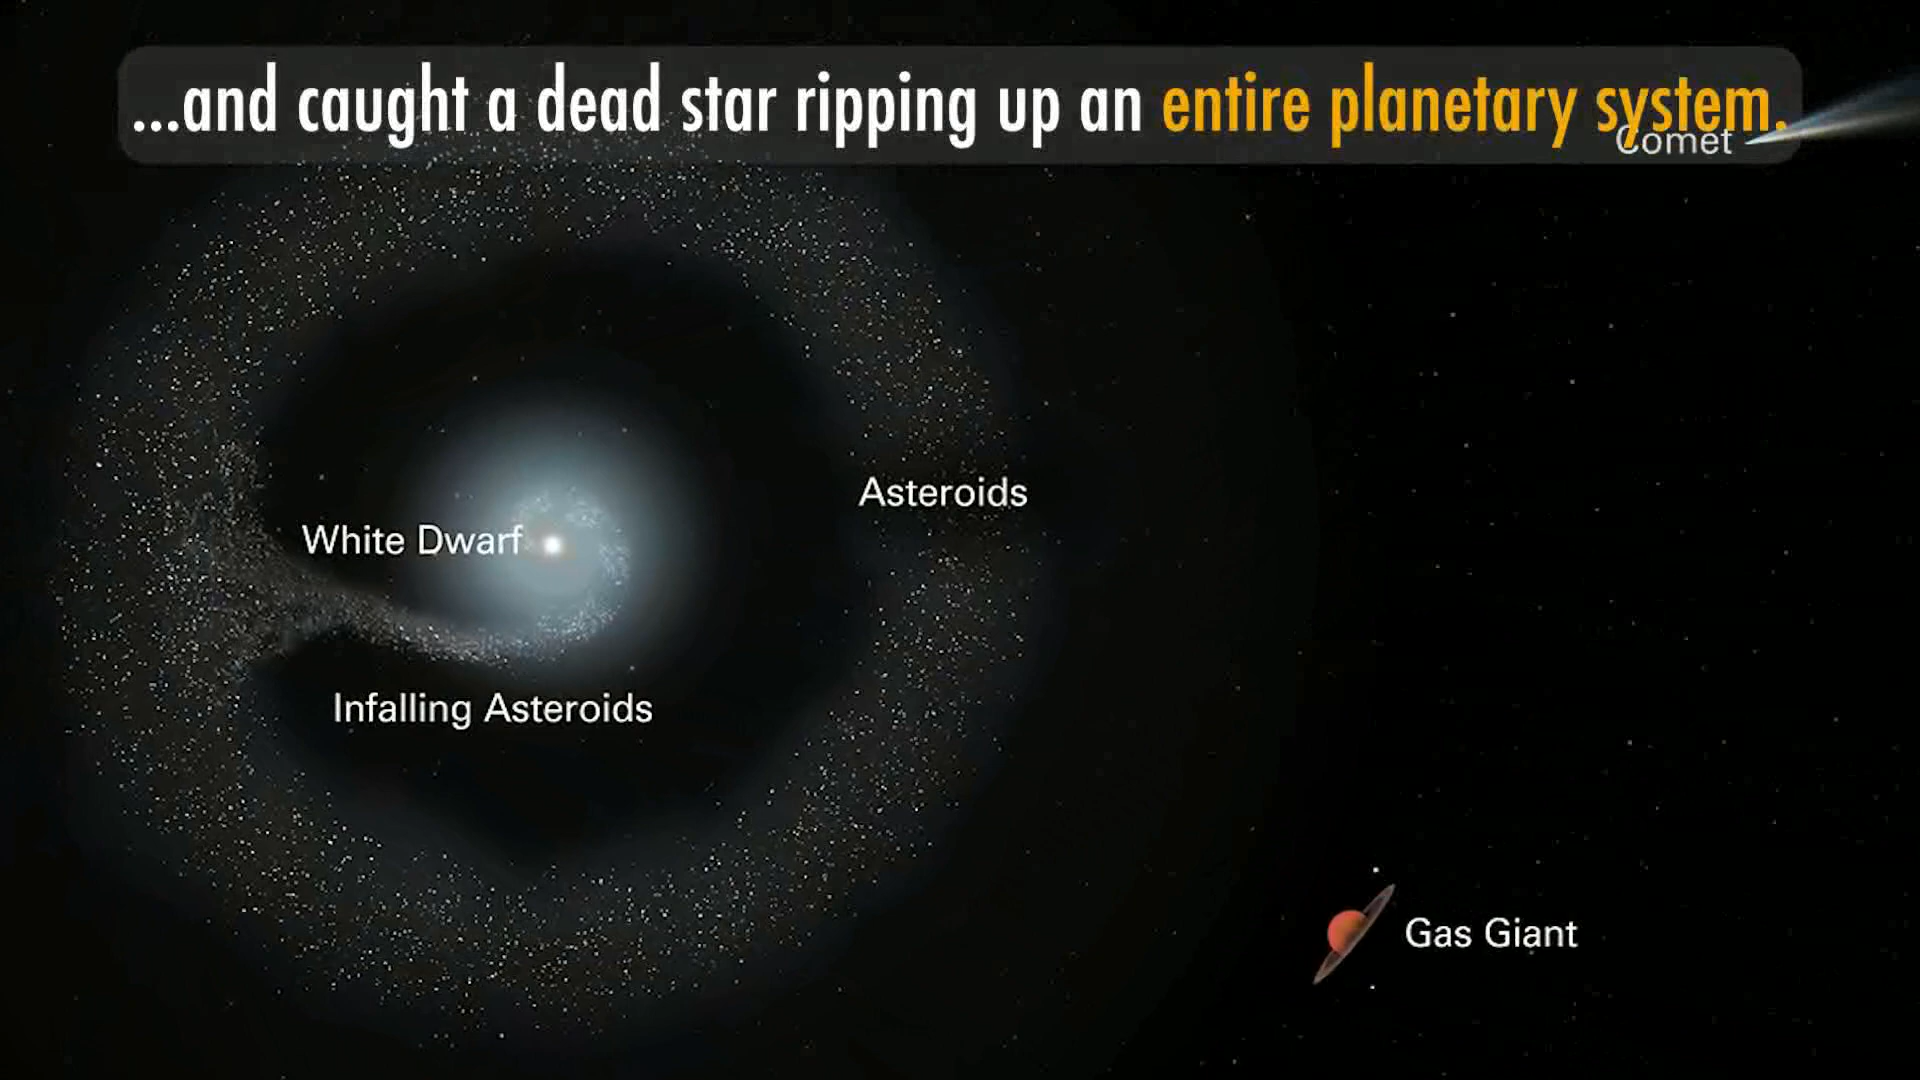 ...and caught a dead star ripping up an entire planetary system.
Comet
Asteroids
White Dwarf
Infalling Asteroids
Gas Giant